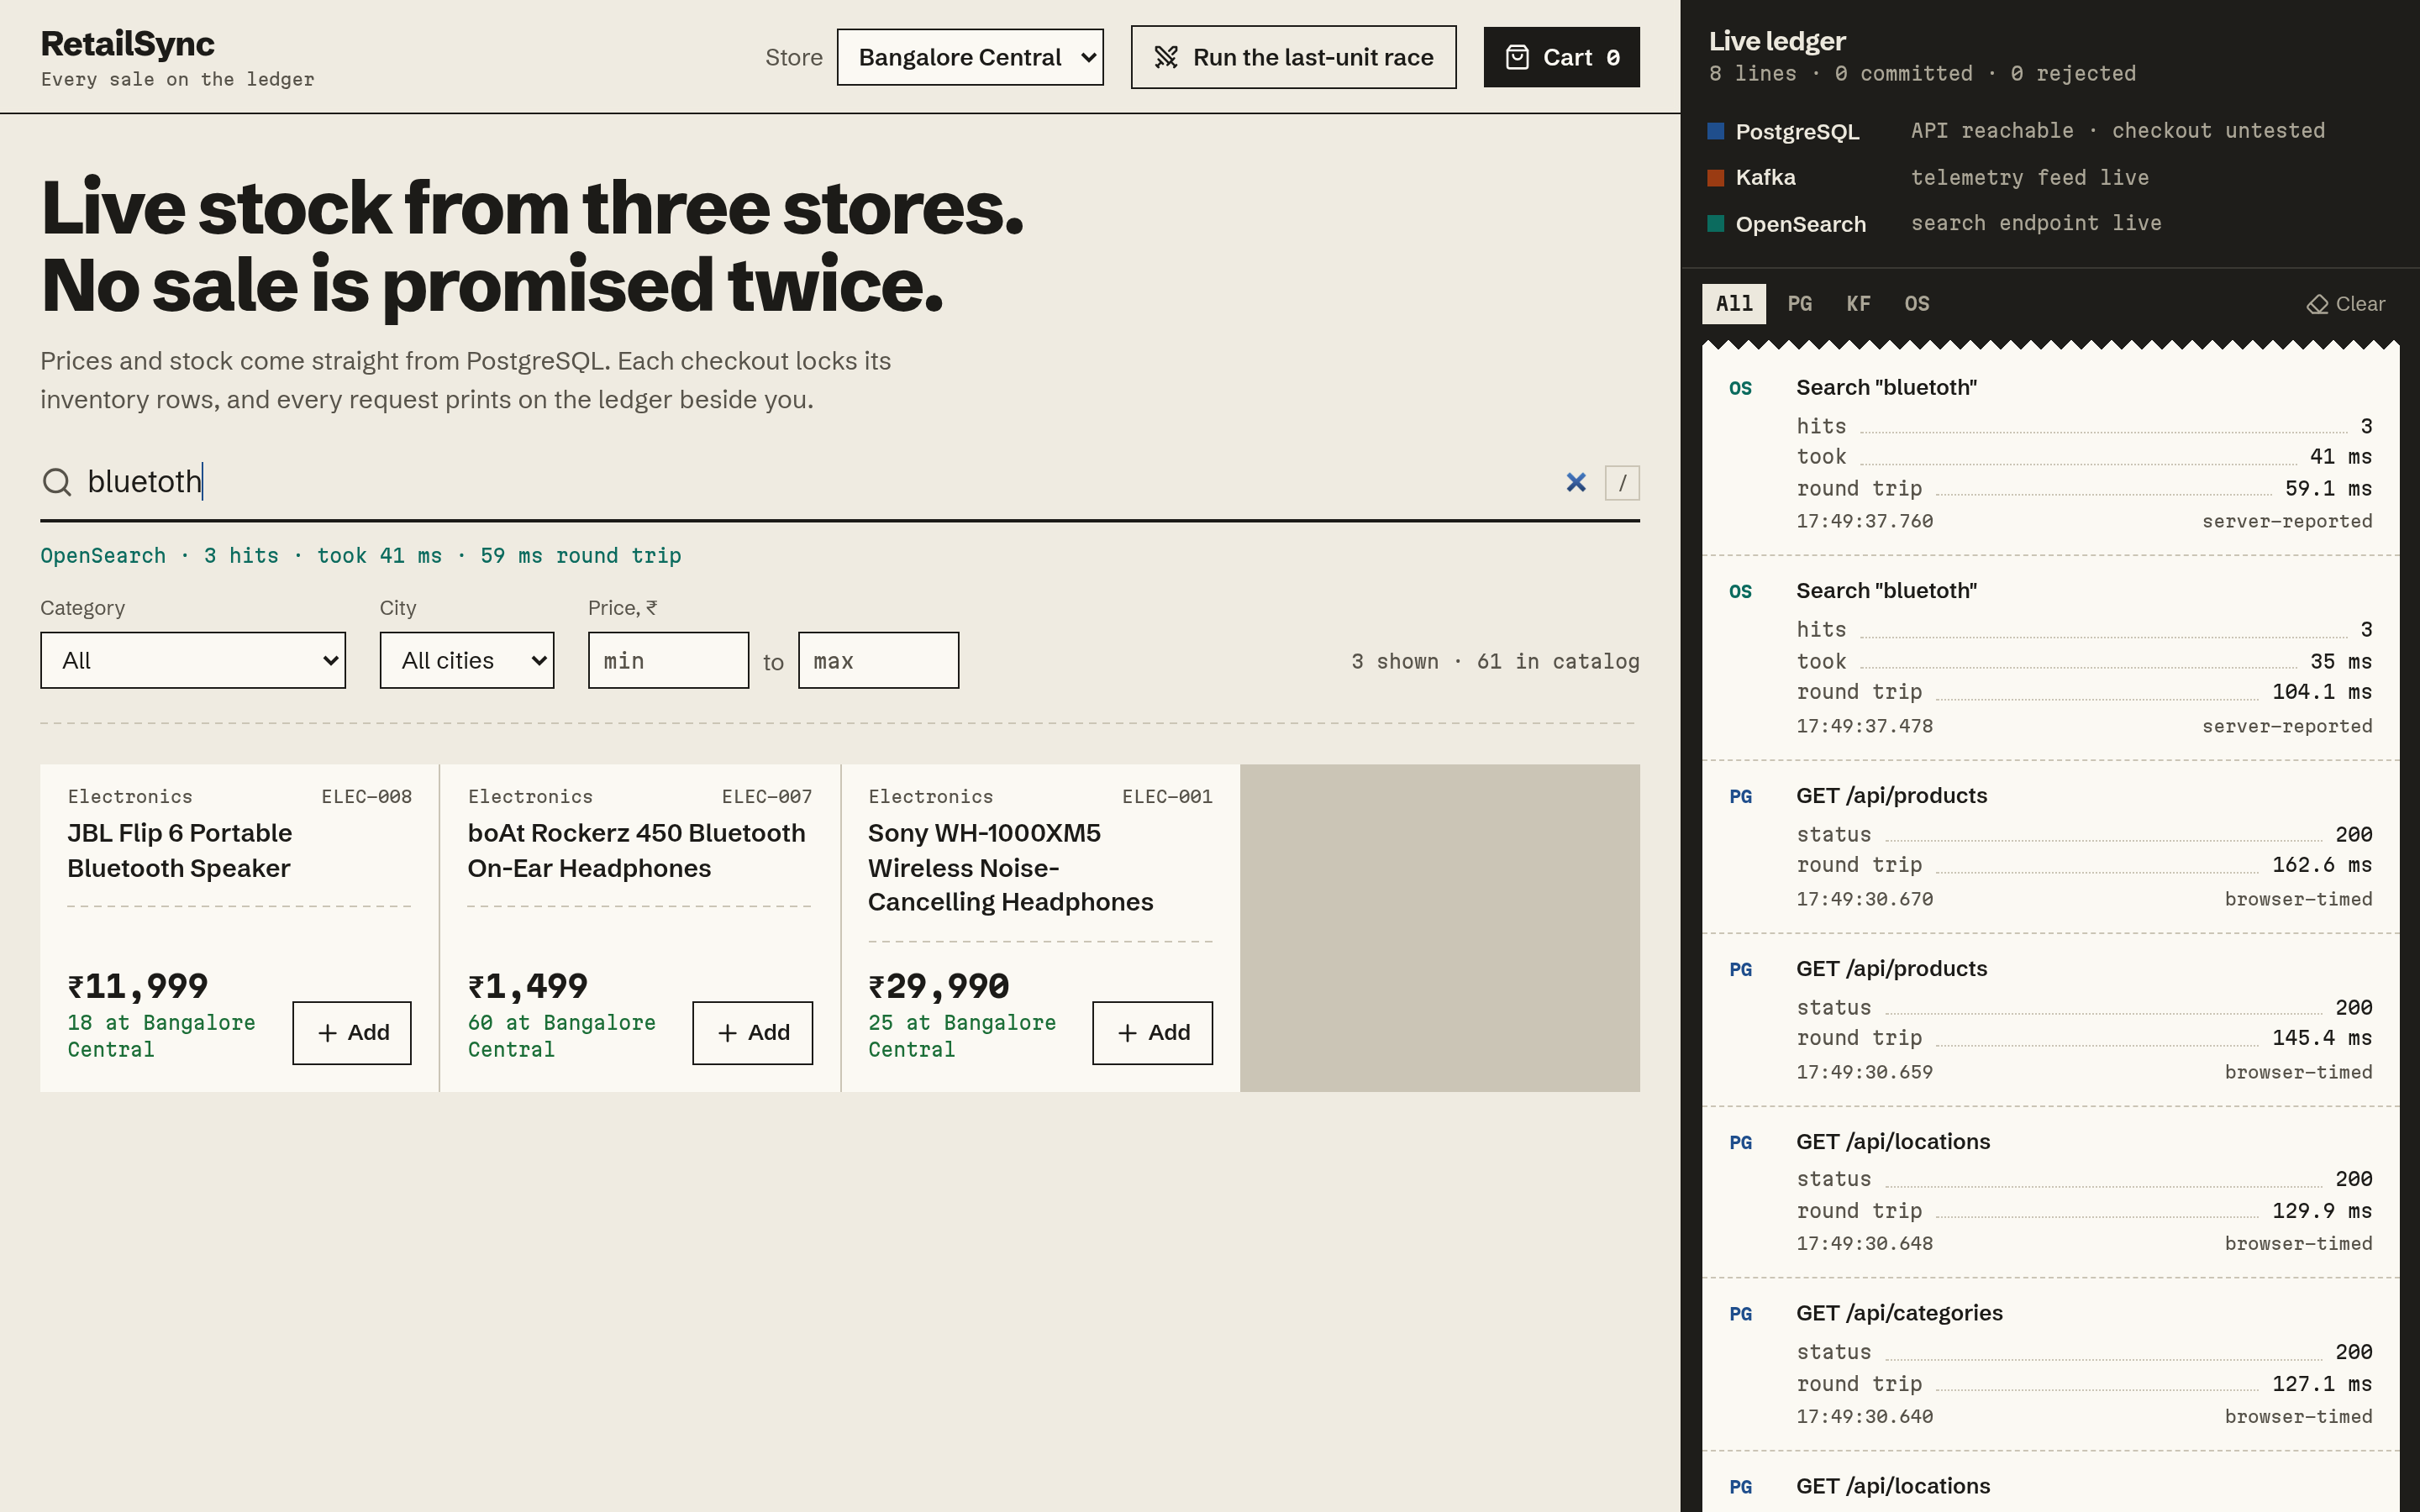 RetailSync
Every sale on the ledger
Store
Bangalore Central
Run the last-unit race
Cart 0
Live stock from three stores.
No sale is promised twice.
Prices and stock come straight from PostgreSQL. Each checkout locks its
inventory rows, and every request prints on the ledger beside you.
bluetoth
/
OpenSearch · 3 hits · took 41 ms · 59 ms round trip
Category
City
Price, ₹
All
All cities
min
to
max
3 shown · 61 in catalog
Electronics
ELEC-008
JBL Flip 6 Portable
Bluetooth Speaker
₹11,999
18 at Bangalore
Central
+ Add
Electronics
ELEC-007
boAt Rockerz 450 Bluetooth
On-Ear Headphones
₹1,499
60 at Bangalore
Central
+ Add
Electronics
ELEC-001
Sony WH-1000XM5
Wireless Noise-
Cancelling Headphones
₹29,990
25 at Bangalore
Central
+ Add
Live ledger
8 lines · 0 committed · 0 rejected
PostgreSQL API reachable · checkout untested
Kafka telemetry feed live
OpenSearch search endpoint live
All PG KF OS
Clear
OS Search "bluetoth"
hits 3
took 41 ms
round trip 59.1 ms
17:49:37.760 server-reported
OS Search "bluetoth"
hits 3
took 35 ms
round trip 104.1 ms
17:49:37.478 server-reported
PG GET /api/products
status 200
round trip 162.6 ms
17:49:30.670 browser-timed
PG GET /api/products
status 200
round trip 145.4 ms
17:49:30.659 browser-timed
PG GET /api/locations
status 200
round trip 129.9 ms
17:49:30.648 browser-timed
PG GET /api/categories
status 200
round trip 127.1 ms
17:49:30.640 browser-timed
PG GET /api/locations